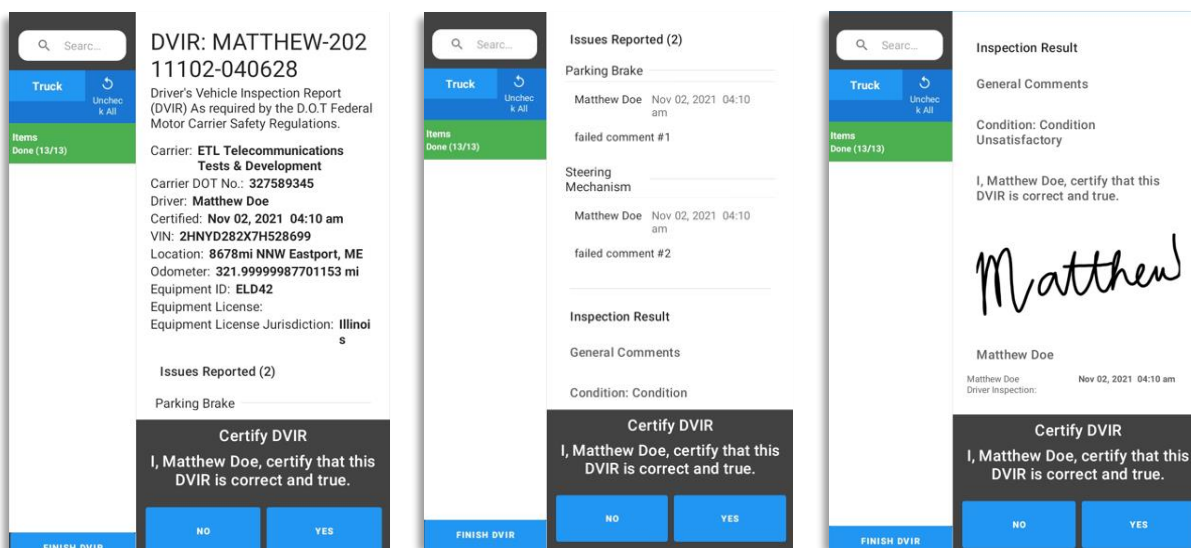 Searc...
Truck
Unchec
k All
Items
Done (13/13)
FINISH DVIR
DVIR: MATTHEW-202
11102-040628
Driver's Vehicle Inspection Report
(DVIR) As required by the D.O.T Federal
Motor Carrier Safety Regulations.
Carrier: ETL Telecommunications
Tests & Development
Carrier DOT No.: 327589345
Driver: Matthew Doe
Certified: Nov 02, 2021 04:10 am
VIN: 2HNYD282X7H528699
Location: 8678mi NNW Eastport, ME
Odometer: 321.99999987701153 mi
Equipment ID: ELD42
Equipment License:
Equipment License Jurisdiction: Illinoi
s
Issues Reported (2)
Parking Brake
Certify DVIR
I, Matthew Doe, certify that this
DVIR is correct and true.
NO YES
Searc...
Truck
Unchec
k All
Items
Done (13/13)
FINISH DVIR
Issues Reported (2)
Parking Brake
Matthew Doe Nov 02, 2021 04:10
am
failed comment #1
Steering
Mechanism
Matthew Doe Nov 02, 2021 04:10
am
failed comment #2
Inspection Result
General Comments
Condition: Condition
Certify DVIR
I, Matthew Doe, certify that this
DVIR is correct and true.
NO YES
Searc...
Truck
Unchec
k All
Items
Done (13/13)
FINISH DVIR
Inspection Result
General Comments
Condition: Condition
Unsatisfactory
I, Matthew Doe, certify that this
DVIR is correct and true.
Matthew
Matthew Doe
Matthew Doe Nov 02, 2021 04:10 am
Driver Inspection:
Certify DVIR
I, Matthew Doe, certify that this
DVIR is correct and true.
NO YES